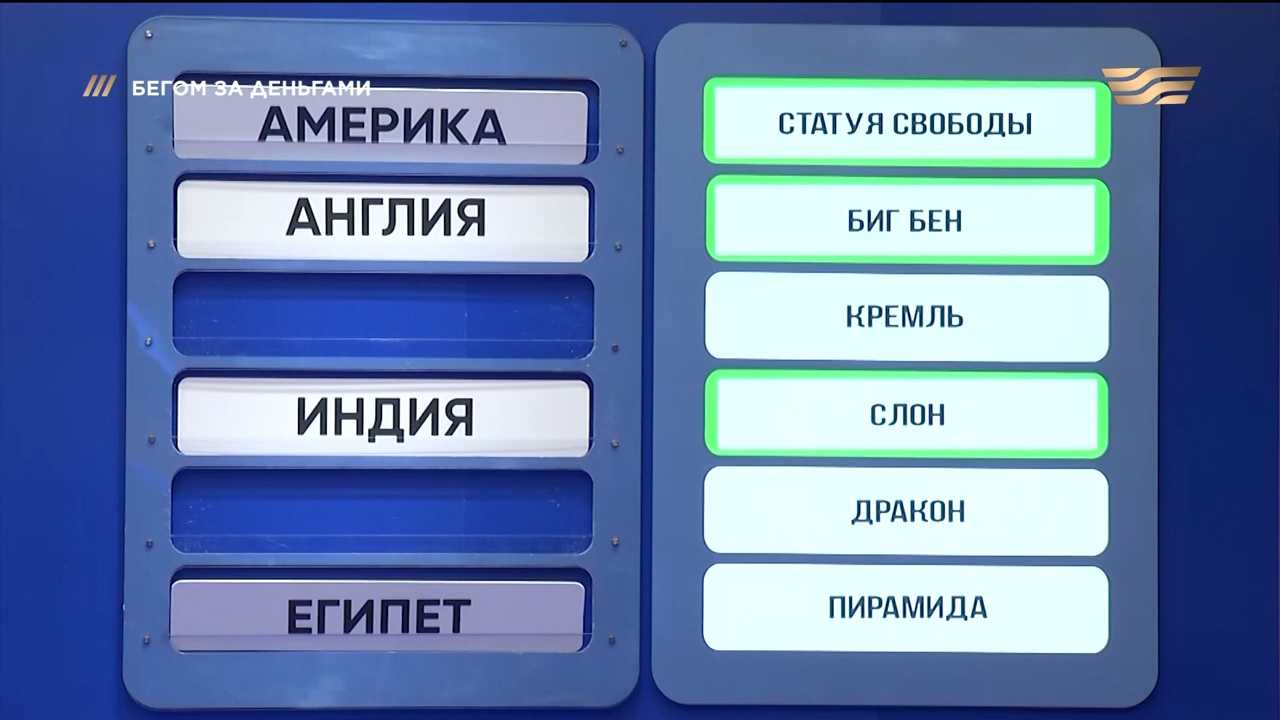 /// БЕГОМ ЗА ДЕНЬГАМИ
АМЕРИКА
СТАТУЯ СВОБОДЫ
АНГЛИЯ
БИГ БЕН
КРЕМЛЬ
ИНДИЯ
СЛОН
ДРАКОН
ЕГИПЕТ
ПИРАМИДА